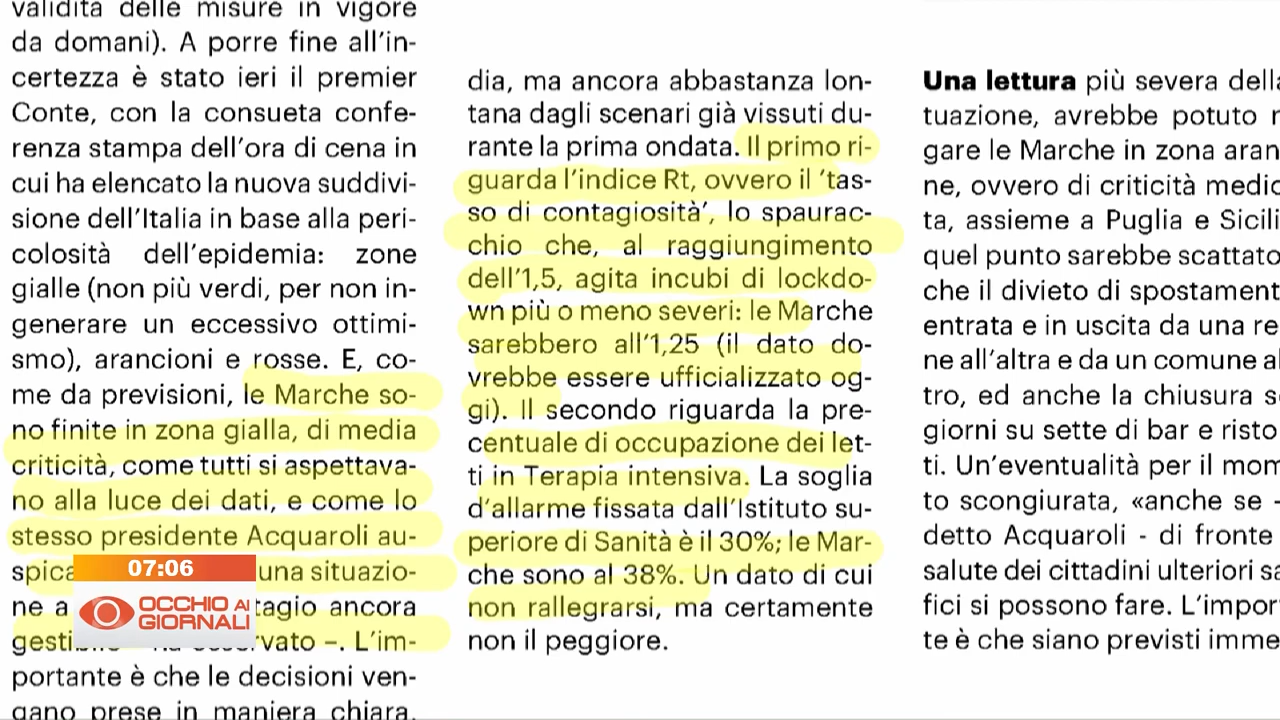 validità delle misure in vigore
da domani). A porre fine all'in-
certezza è stato ieri il premier
Conte, con la consueta confe-
renza stampa dell'ora di cena in
cui ha elencato la nuova suddivi-
sione dell'Italia in base alla peri-
colosità dell'epidemia: zone
gialle (non più verdi, per non in-
generare un eccessivo ottimi-
smo), arancioni e rosse. E, co-
me da previsioni, le Marche so-
no finite in zona gialla, di media
criticità, come tutti si aspettava-
no alla luce dei dati, e come lo
stesso presidente Acquaroli au-
spica una situazio-
ne a tagio ancora
gesti vato –. L'im-
portante è che le decisioni ven-
gano prese in maniera chiara.
dia, ma ancora abbastanza lon-
tana dagli scenari già vissuti du-
rante la prima ondata. Il primo ri-
guarda l'indice Rt, ovvero il 'tas-
so di contagiosità', lo spaurac-
chio che, al raggiungimento
dell'1,5, agita incubi di lockdo-
wn più o meno severi: le Marche
sarebbero all'1,25 (il dato do-
vrebbe essere ufficializzato og-
gi). Il secondo riguarda la pre-
centuale di occupazione dei let-
ti in Terapia intensiva. La soglia
d'allarme fissata dall'Istituto su-
periore di Sanità è il 30%; le Mar-
che sono al 38%. Un dato di cui
non rallegrarsi, ma certamente
non il peggiore.
Una lettura più severa della
tuazione, avrebbe potuto r
gare le Marche in zona aran
ne, ovvero di criticità medio
ta, assieme a Puglia e Sicili
quel punto sarebbe scattato
che il divieto di spostament
entrata e in uscita da una re
ne all'altra e da un comune al
tro, ed anche la chiusura se
giorni su sette di bar e risto
ti. Un'eventualità per il mom
to scongiurata, «anche se -
detto Acquaroli - di fronte
salute dei cittadini ulteriori sa
fici si possono fare. L'impor
te è che siano previsti imme
07:06
OCCHIO AI
GIORNALI